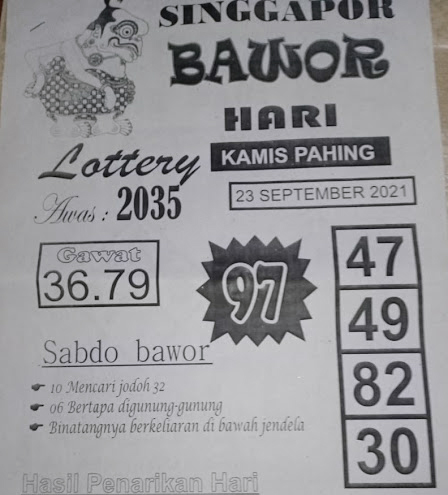 SINGGAPOR
BAWOR
HARI
Lottery
KAMIS PAHING
Awas : 2035
23 SEPTEMBER 2021
Gawat
36.79
97
47
49
82
30
Sabdo bawor
10 Mencari jodoh 32
06 Bertapa digunung-gunung
Binatangnya berkeliaran di bawah jendela
Hasil Penarikan Hari